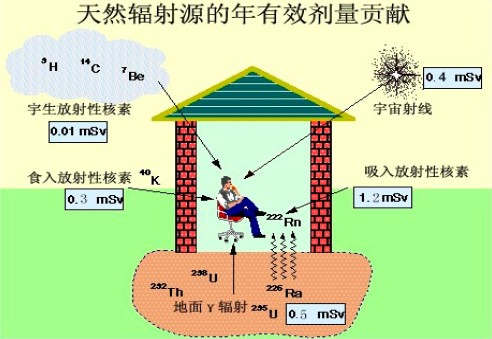 天然辐射源的年有效剂量贡献
³H ¹⁴C ⁷Be
0.4 mSv
宇宙射线
宇生放射性核素
0.01 mSv
食入放射性核素 ⁴⁰K
0.3 mSv
吸入放射性核素
1.2 mSv
²²²Rn
²³⁸U
²³²Th
²²⁶Ra
地面γ辐射 ²³⁵U 0.5 mSv